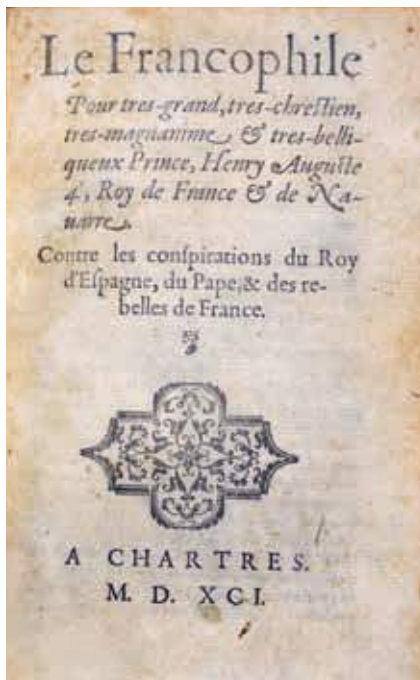 Le Francophile
Pour tres-grand, tres-chreſtien,
tres-magnanime & tres-belli-
queux Prince, Henry Auguſte
4, Roy de France & de Na-
uarre.
Contre les conſpirations du Roy
d'Eſpagne, du Pape, & des re-
belles de France.
A CHARTRES.
M. D. XCI.